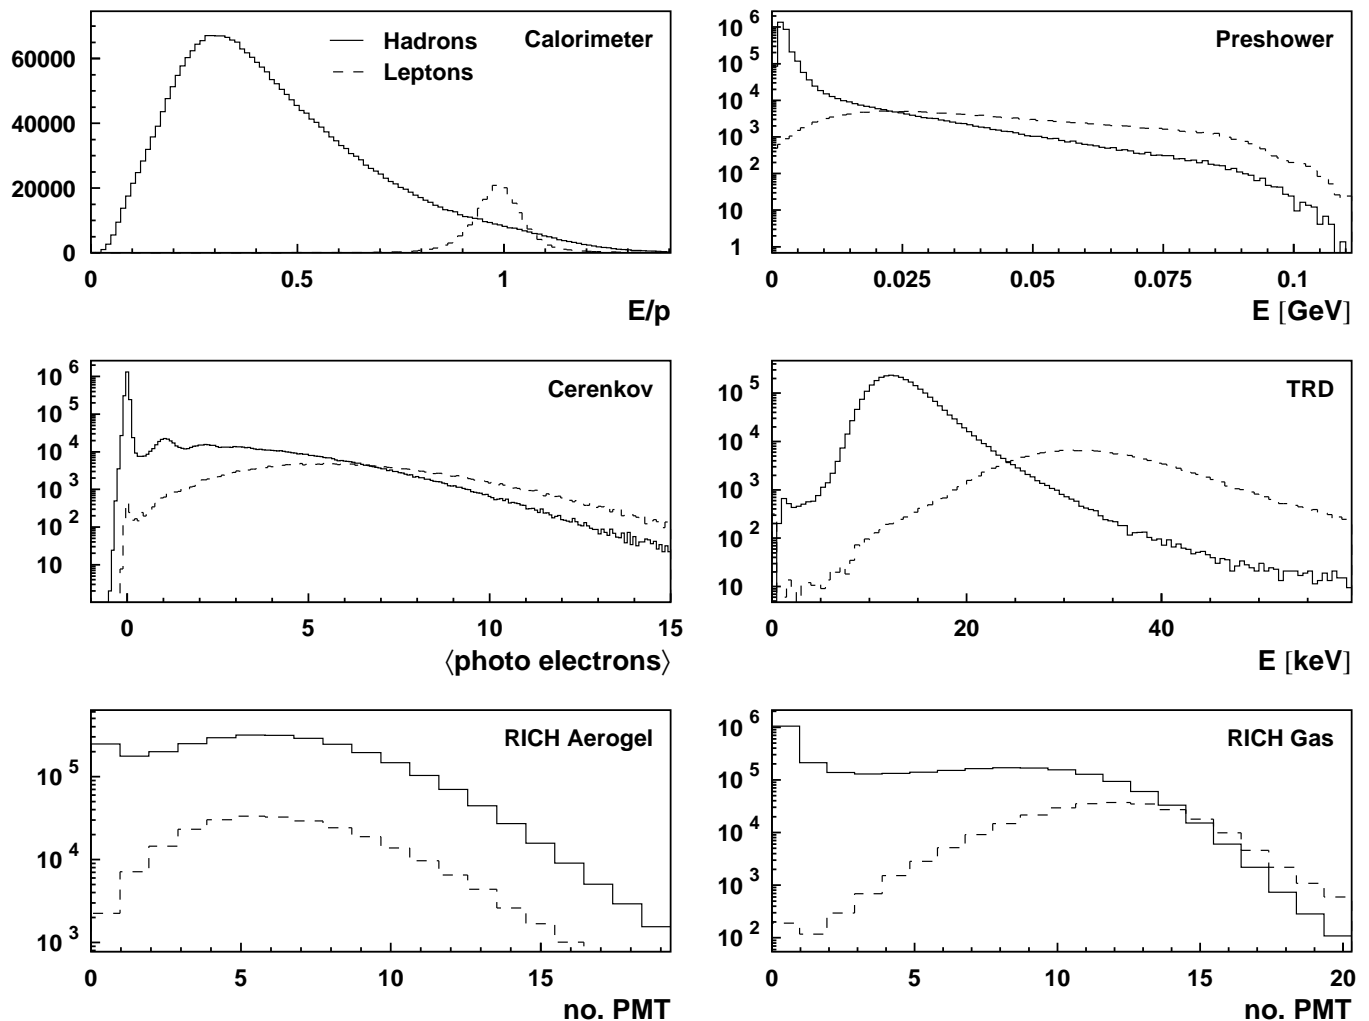 Hadrons
Leptons
Calorimeter
60000
40000
20000
0
0 0.5 1
E/p
Preshower
10^6
10^5
10^4
10^3
10^2
10
1
0 0.025 0.05 0.075 0.1
E [GeV]
Cerenkov
10^6
10^5
10^4
10^3
10^2
10
0 5 10 15
⟨photo electrons⟩
TRD
10^5
10^4
10^3
10^2
10
0 20 40
E [keV]
RICH Aerogel
10^5
10^4
10^3
0 5 10 15
no. PMT
RICH Gas
10^6
10^5
10^4
10^3
10^2
0 5 10 15 20
no. PMT